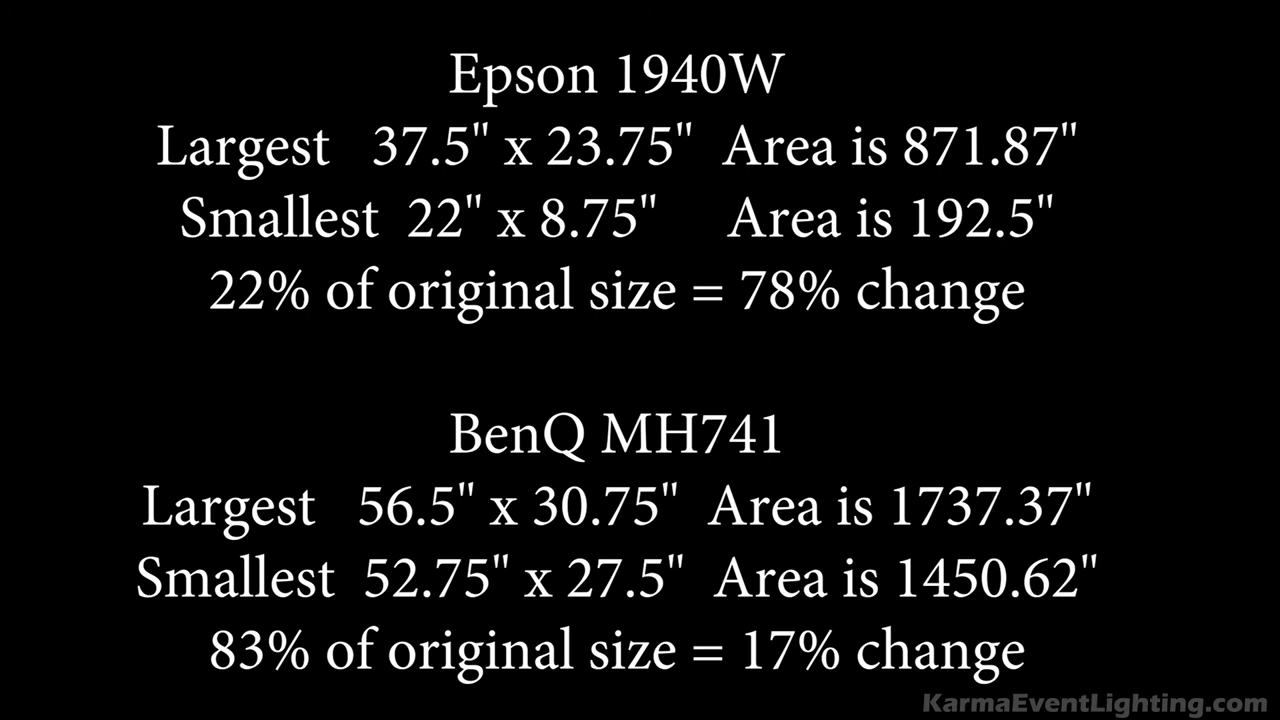 Epson 1940W
Largest 37.5" x 23.75" Area is 871.87"
Smallest 22" x 8.75" Area is 192.5"
22% of original size = 78% change
BenQ MH741
Largest 56.5" x 30.75" Area is 1737.37"
Smallest 52.75" x 27.5" Area is 1450.62"
83% of original size = 17% change
KarmaEventLighting.com